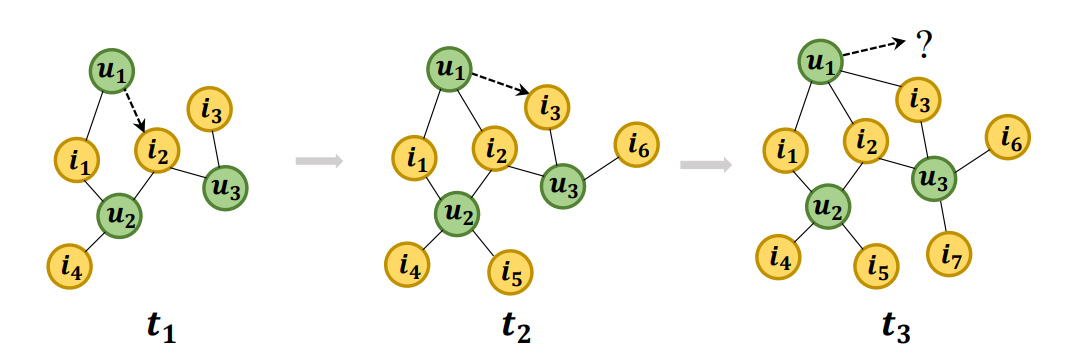 u₁
i₃
i₁
i₂
u₃
u₂
i₄
t₁
u₁
i₃
i₁
i₂
i₆
u₃
u₂
i₄
i₅
t₂
u₁
?
i₃
i₁
i₂
i₆
u₃
u₂
i₄
i₅
i₇
t₃